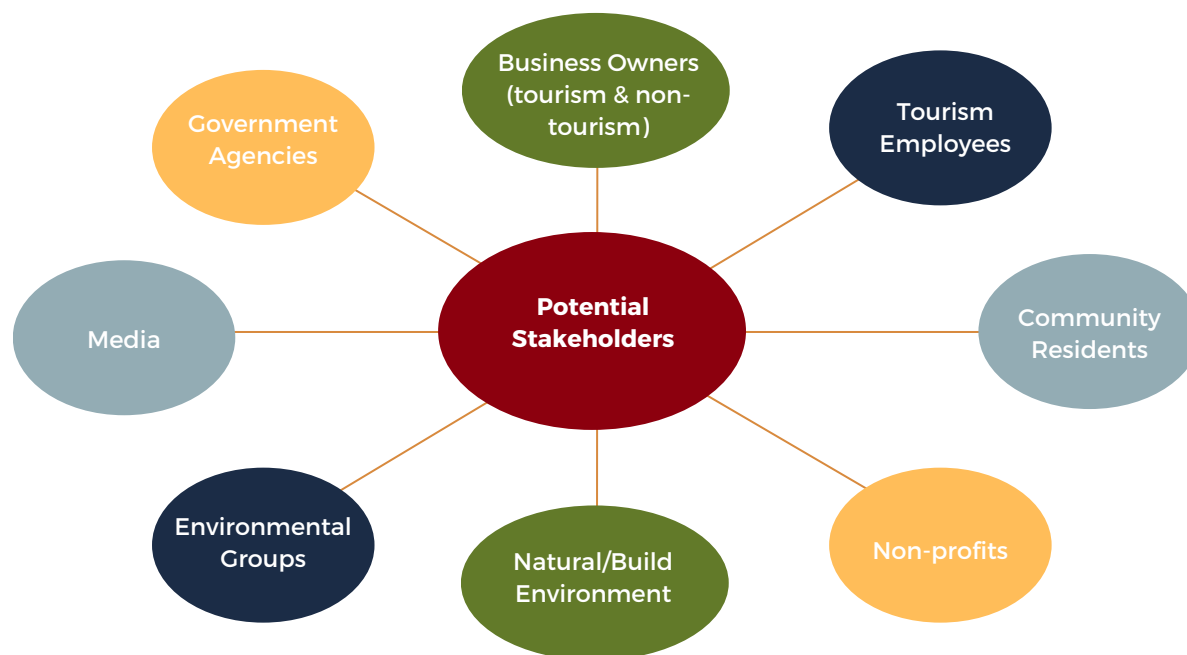 Business Owners
(tourism & non-
tourism)
Tourism
Employees
Government
Agencies
Potential
Stakeholders
Community
Residents
Media
Environmental
Groups
Natural/Build
Environment
Non-profits